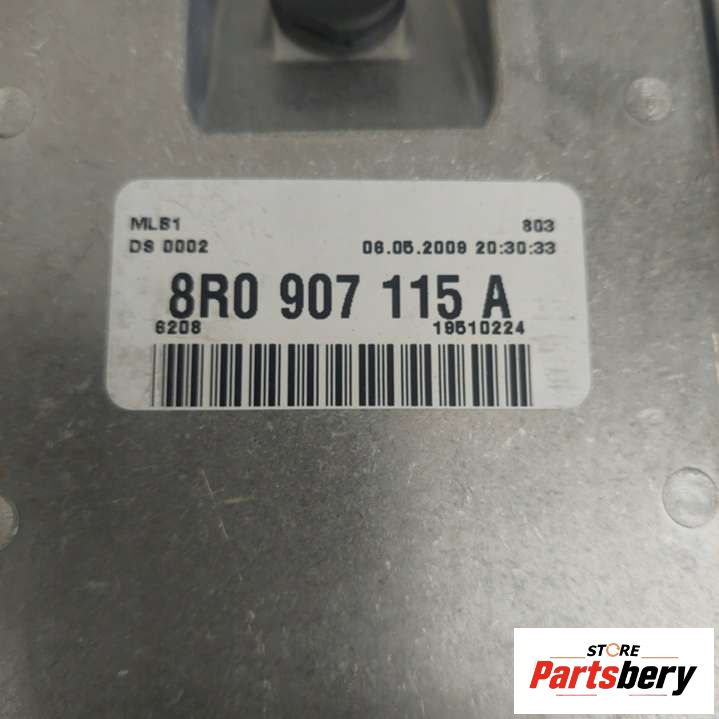 MLB1 803
DS 0002 06.05.2009 20:30:33
8R0 907 115 A
6208 19510224
STORE
Partsbery